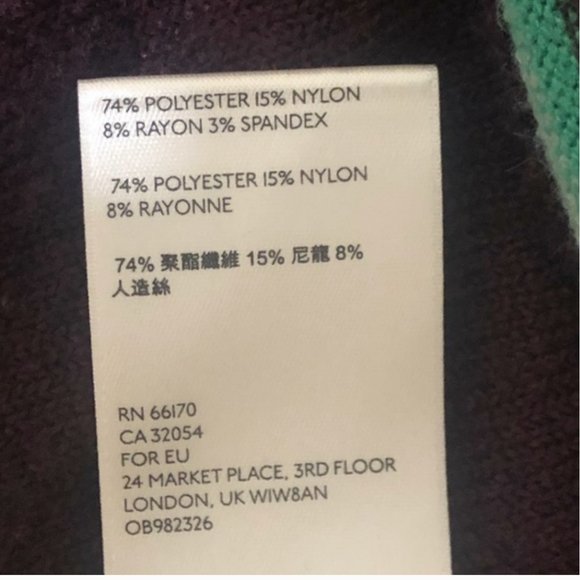 74% POLYESTER 15% NYLON
8% RAYON 3% SPANDEX
74% POLYESTER 15% NYLON
8% RAYONNE
74% 聚酯纖維 15% 尼龍 8%
人造絲
RN 66170
CA 32054
FOR EU
24 MARKET PLACE, 3RD FLOOR
LONDON, UK W1W8AN
OB982326